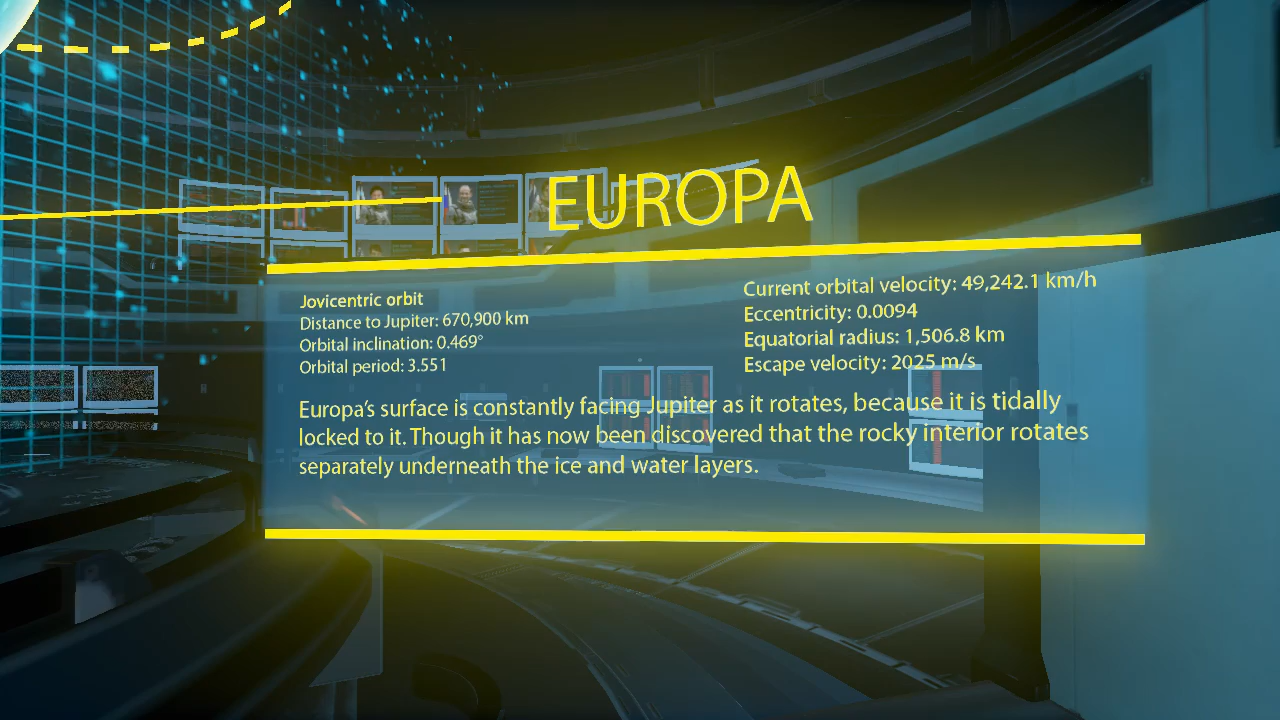 EUROPA
Jovicentric orbit
Distance to Jupiter: 670,900 km
Orbital inclination: 0.469°
Orbital period: 3.551
Current orbital velocity: 49,242.1 km/h
Eccentricity: 0.0094
Equatorial radius: 1,506.8 km
Escape velocity: 2025 m/s
Europa's surface is constantly facing Jupiter as it rotates, because it is tidally
locked to it. Though it has now been discovered that the rocky interior rotates
separately underneath the ice and water layers.